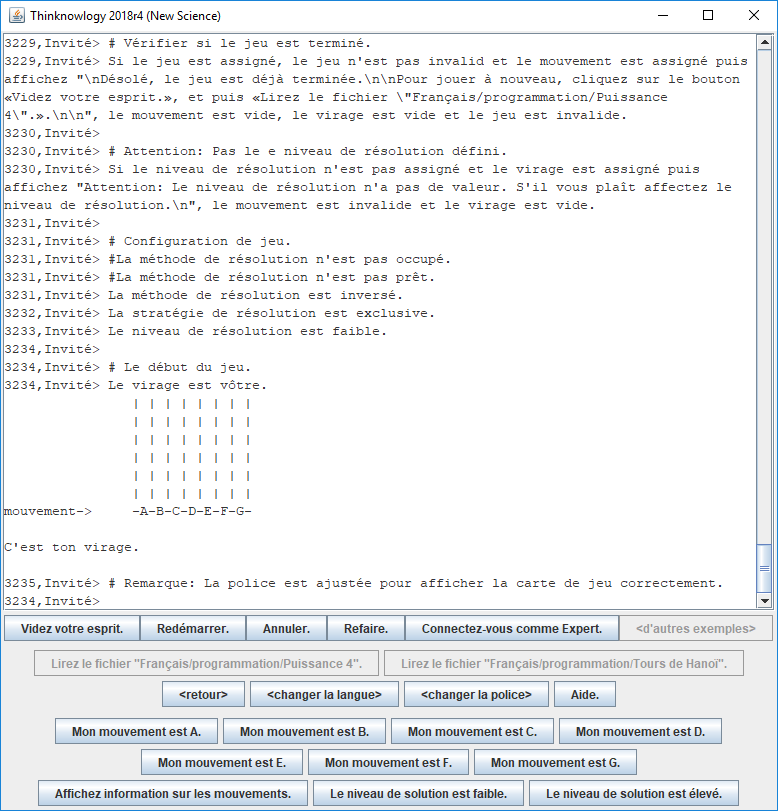 Thinknowlogy 2018r4 (New Science)
3229,Invité> # Vérifier si le jeu est terminé.
3229,Invité> Si le jeu est assigné, le jeu n'est pas invalid et le mouvement est assigné puis
affichez "\nDésolé, le jeu est déjà terminée.\n\nPour jouer à nouveau, cliquez sur le bouton
«Videz votre esprit.», et puis «Lirez le fichier \"Français/programmation/Puissance
4\".».\n\n", le mouvement est vide, le virage est vide et le jeu est invalide.
3230,Invité>
3230,Invité> # Attention: Pas le e niveau de résolution défini.
3230,Invité> Si le niveau de résolution n'est pas assigné et le virage est assigné puis
affichez "Attention: Le niveau de résolution n'a pas de valeur. S'il vous plaît affectez le
niveau de résolution.\n", le mouvement est invalide et le virage est vide.
3231,Invité>
3231,Invité> # Configuration de jeu.
3231,Invité> #La méthode de résolution n'est pas occupé.
3231,Invité> #La méthode de résolution n'est pas prêt.
3231,Invité> La méthode de résolution est inversé.
3232,Invité> La stratégie de résolution est exclusive.
3233,Invité> Le niveau de résolution est faible.
3234,Invité>
3234,Invité> # Le début du jeu.
3234,Invité> Le virage est vôtre.
| | | | | | | |
| | | | | | | |
| | | | | | | |
| | | | | | | |
| | | | | | | |
| | | | | | | |
mouvement-> -A-B-C-D-E-F-G-
C'est ton virage.
3235,Invité> # Remarque: La police est ajustée pour afficher la carte de jeu correctement.
3234,Invité>
Videz votre esprit. Redémarrer. Annuler. Refaire. Connectez-vous comme Expert. <d'autres exemples>
Lirez le fichier "Français/programmation/Puissance 4". Lirez le fichier "Français/programmation/Tours de Hanoï".
<retour> <changer la langue> <changer la police> Aide.
Mon mouvement est A. Mon mouvement est B. Mon mouvement est C. Mon mouvement est D.
Mon mouvement est E. Mon mouvement est F. Mon mouvement est G.
Affichez information sur les mouvements. Le niveau de solution est faible. Le niveau de solution est élevé.